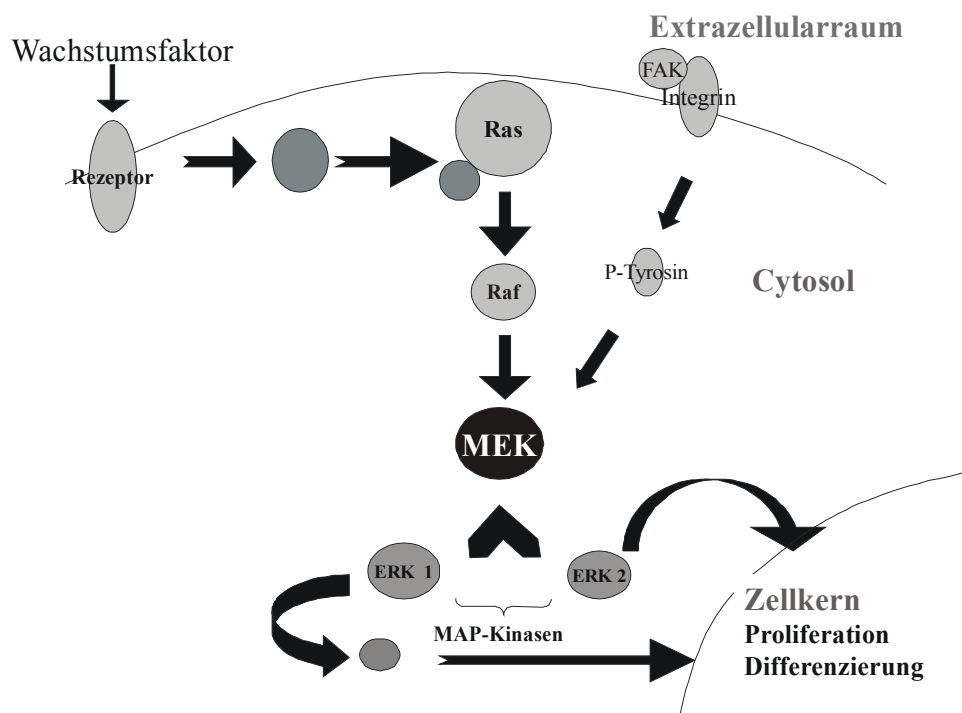 Extrazellularraum
Wachstumsfaktor
FAK
Integrin
Ras
Rezeptor
P-Tyrosin
Cytosol
Raf
MEK
ERK 1
ERK 2
Zellkern
MAP-Kinasen
Proliferation
Differenzierung